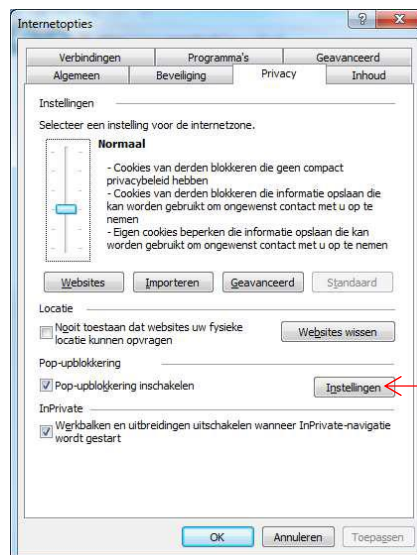 Internetopties
Verbindingen Programma's Geavanceerd
Algemeen Beveiliging Privacy Inhoud
Instellingen
Selecteer een instelling voor de internetzone.
Normaal
- Cookies van derden blokkeren die geen compact
privacybeleid hebben
- Cookies van derden blokkeren die informatie opslaan die
kan worden gebruikt om ongewenst contact met u op te
nemen
- Eigen cookies beperken die informatie opslaan die kan
worden gebruikt om ongewenst contact met u op te nemen
Websites Importeren Geavanceerd Standaard
Locatie
Nooit toestaan dat websites uw fysieke
locatie kunnen opvragen
Websites wissen
Pop-upblokkering
Pop-upblokkering inschakelen Instellingen
InPrivate
Werkbalken en uitbreidingen uitschakelen wanneer InPrivate-navigatie
wordt gestart
OK Annuleren Toepassen